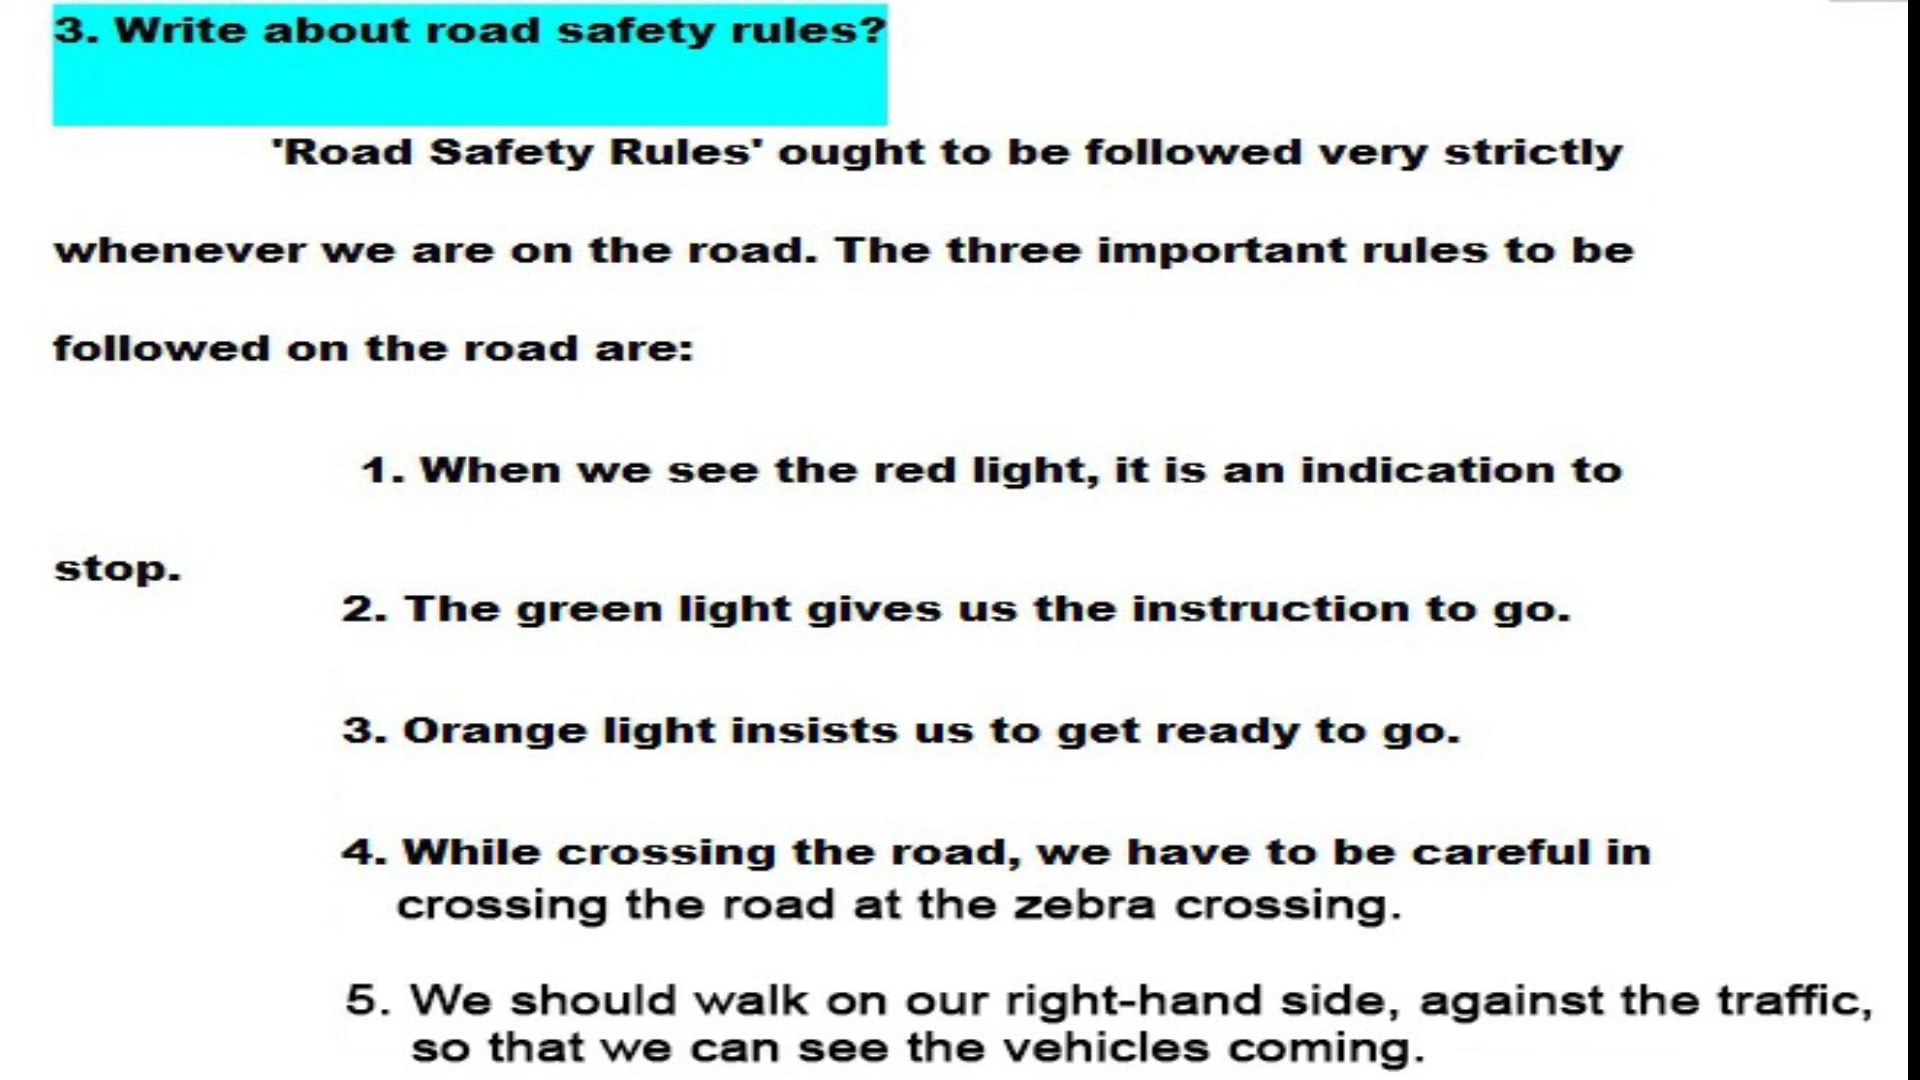 3. Write about road safety rules?
'Road Safety Rules' ought to be followed very strictly
whenever we are on the road. The three important rules to be
followed on the road are:
1. When we see the red light, it is an indication to
stop.
2. The green light gives us the instruction to go.
3. Orange light insists us to get ready to go.
4. While crossing the road, we have to be careful in
crossing the road at the zebra crossing.
5. We should walk on our right-hand side, against the traffic,
so that we can see the vehicles coming.